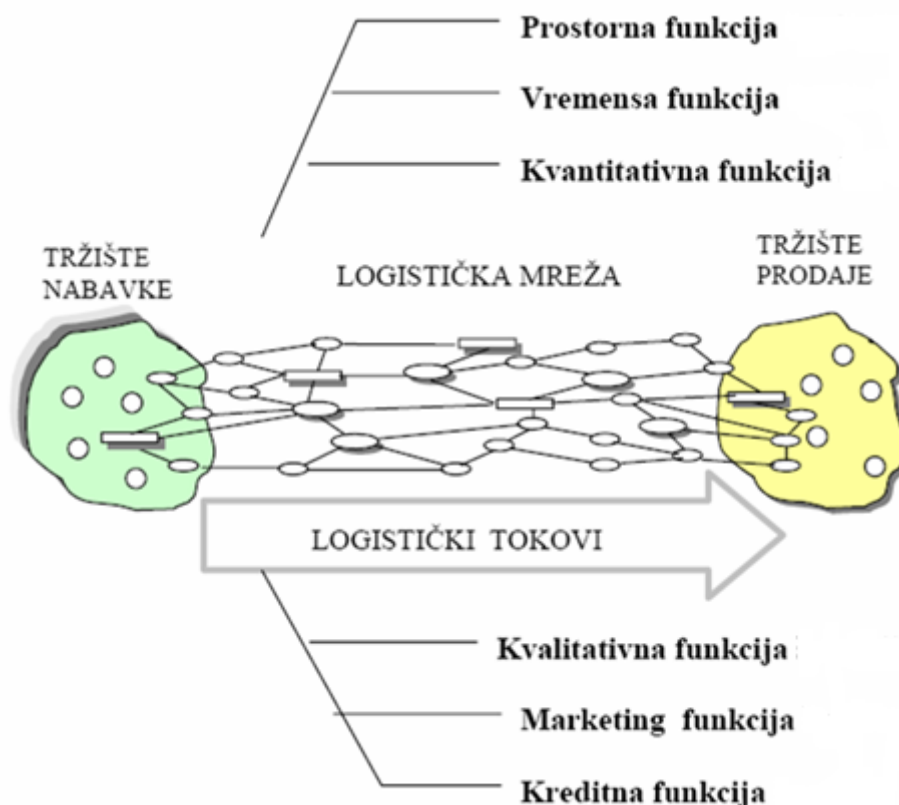 Prostorna funkcija
Vremensa funkcija
Kvantitativna funkcija
TRŽIŠTE
NABAVKE
LOGISTIČKA MREŽA
TRŽIŠTE
PRODAJE
LOGISTIČKI TOKOVI
Kvalitativna funkcija
Marketing funkcija
Kreditna funkcija